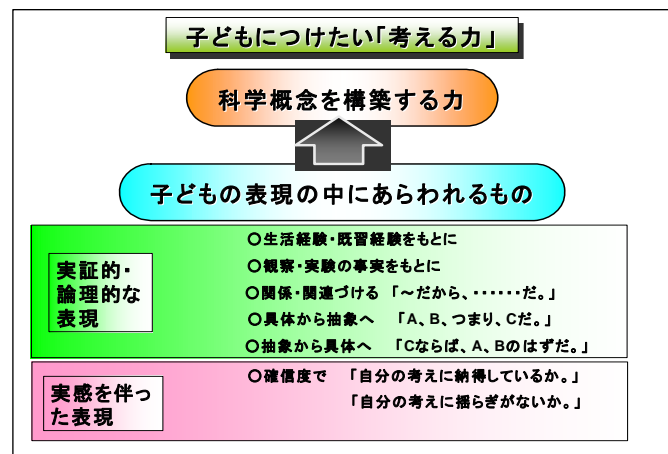 子どもにつけたい「考える力」
科学概念を構築する力
子どもの表現の中にあらわれるもの
実証的・
論理的な
表現
○生活経験・既習経験をもとに
○観察・実験の事実をもとに
○関係・関連づける 「～だから、・・・・・・だ。」
○具体から抽象へ 「A、B、つまり、Cだ。」
○抽象から具体へ 「Cならば、A、Bのはずだ。」
実感を伴っ
た表現
○確信度で 「自分の考えに納得しているか。」
「自分の考えに揺らぎがないか。」